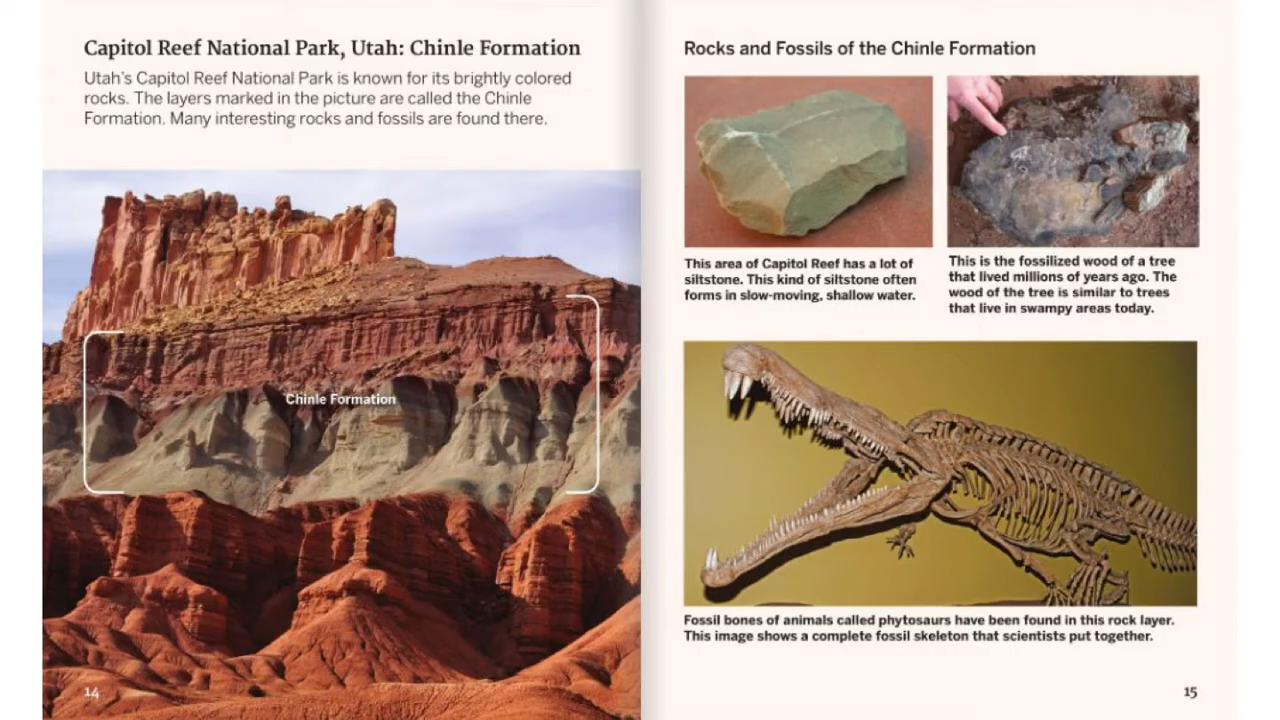 Capitol Reef National Park, Utah: Chinle Formation
Utah's Capitol Reef National Park is known for its brightly colored
rocks. The layers marked in the picture are called the Chinle
Formation. Many interesting rocks and fossils are found there.
Chinle Formation
14
Rocks and Fossils of the Chinle Formation
This area of Capitol Reef has a lot of
siltstone. This kind of siltstone often
forms in slow-moving, shallow water.
This is the fossilized wood of a tree
that lived millions of years ago. The
wood of the tree is similar to trees
that live in swampy areas today.
Fossil bones of animals called phytosaurs have been found in this rock layer.
This image shows a complete fossil skeleton that scientists put together.
15